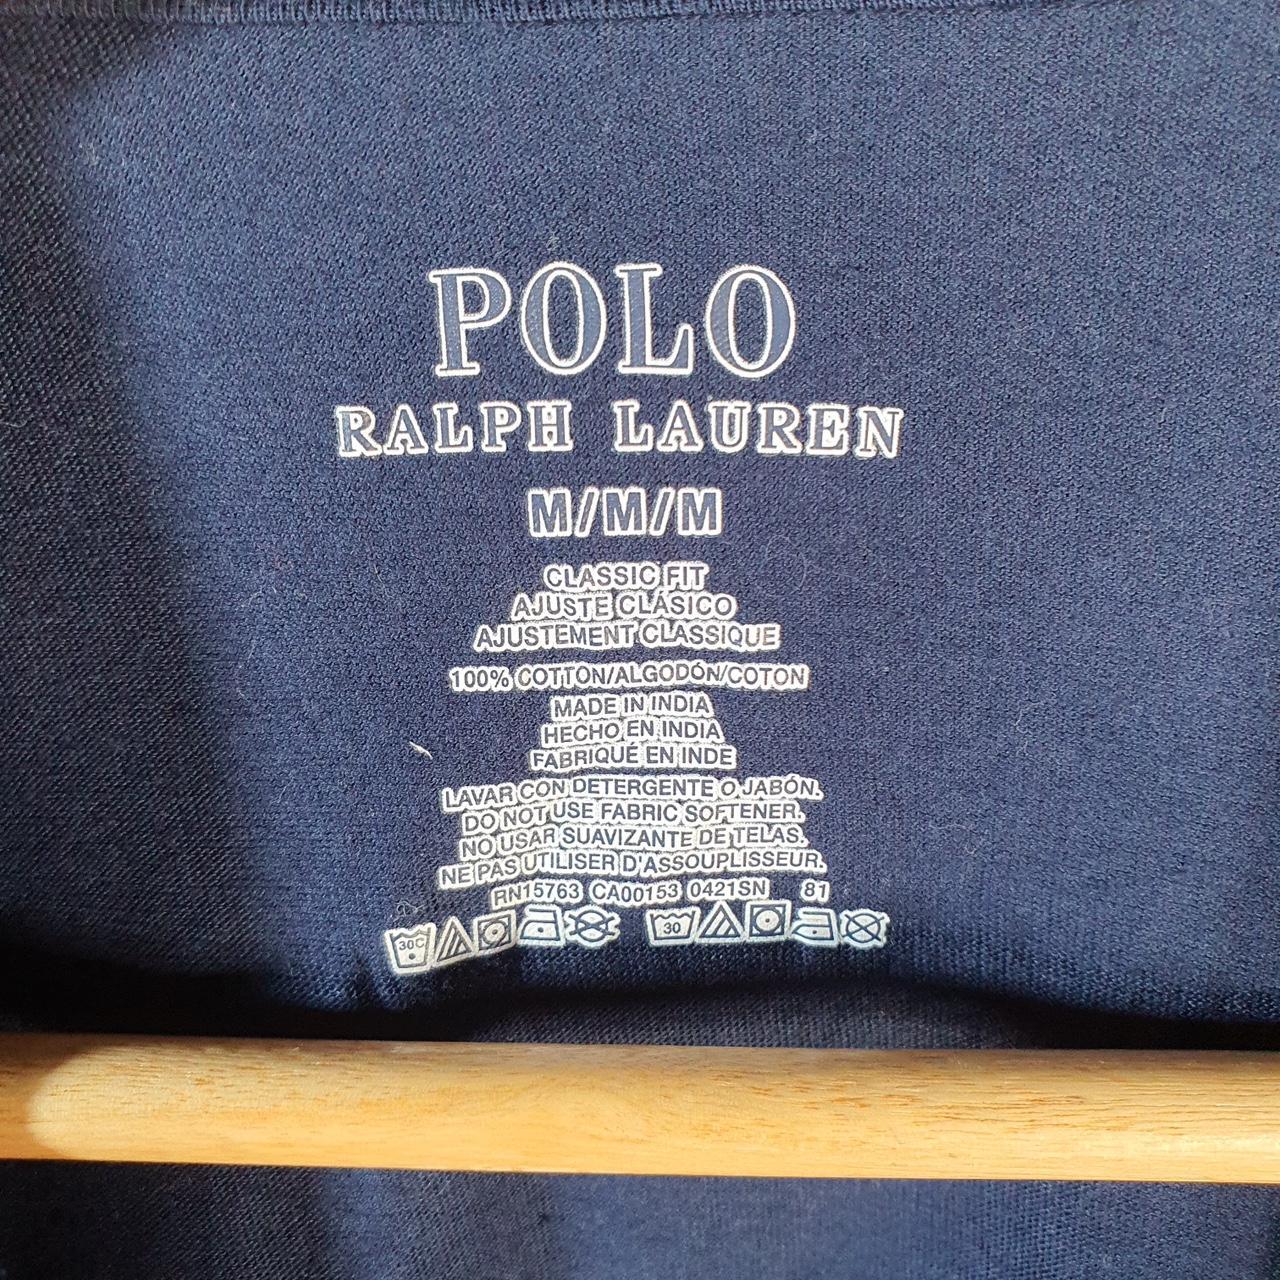 POLO
RALPH LAUREN
M/M/M
CLASSIC FIT
AJUSTE CLÁSICO
AJUSTEMENT CLASSIQUE
100% COTTON/ALGODÓN/COTON
MADE IN INDIA
HECHO EN INDIA
FABRIQUÉ EN INDE
LAVAR CON DETERGENTE O JABÓN.
DO NOT USE FABRIC SOFTENER.
NO USAR SUAVIZANTE DE TELAS.
NE PAS UTILISER D'ASSOUPLISSEUR.
RN15763 CA00153 0421SN 81
30C 30